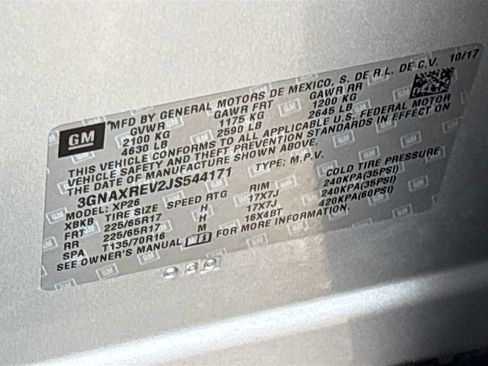 GM
MFD BY GENERAL MOTORS DE MEXICO, S. DE R.L. DE C.V. 10/17
GVWR GAWR FRT GAWR RR
2100 KG 1175 KG 1200 KG
4630 LB 2590 LB 2645 LB
THIS VEHICLE CONFORMS TO ALL APPLICABLE U.S. FEDERAL MOTOR
VEHICLE SAFETY AND THEFT PREVENTION STANDARDS IN EFFECT ON
THE DATE OF MANUFACTURE SHOWN ABOVE.
3GNAXREV2JS544171 TYPE: M.P.V.
MODEL: XP26
XBKB TIRE SIZE SPEED RTG RIM COLD TIRE PRESSURE
FRT 225/65R17 H 17X7J 240KPA(35PSI)
RR 225/65R17 H 17X7J 240KPA(35PSI)
SPA T135/70R16 M 16X4BT 420KPA(60PSI)
SEE OWNER'S MANUAL FOR MORE INFORMATION.